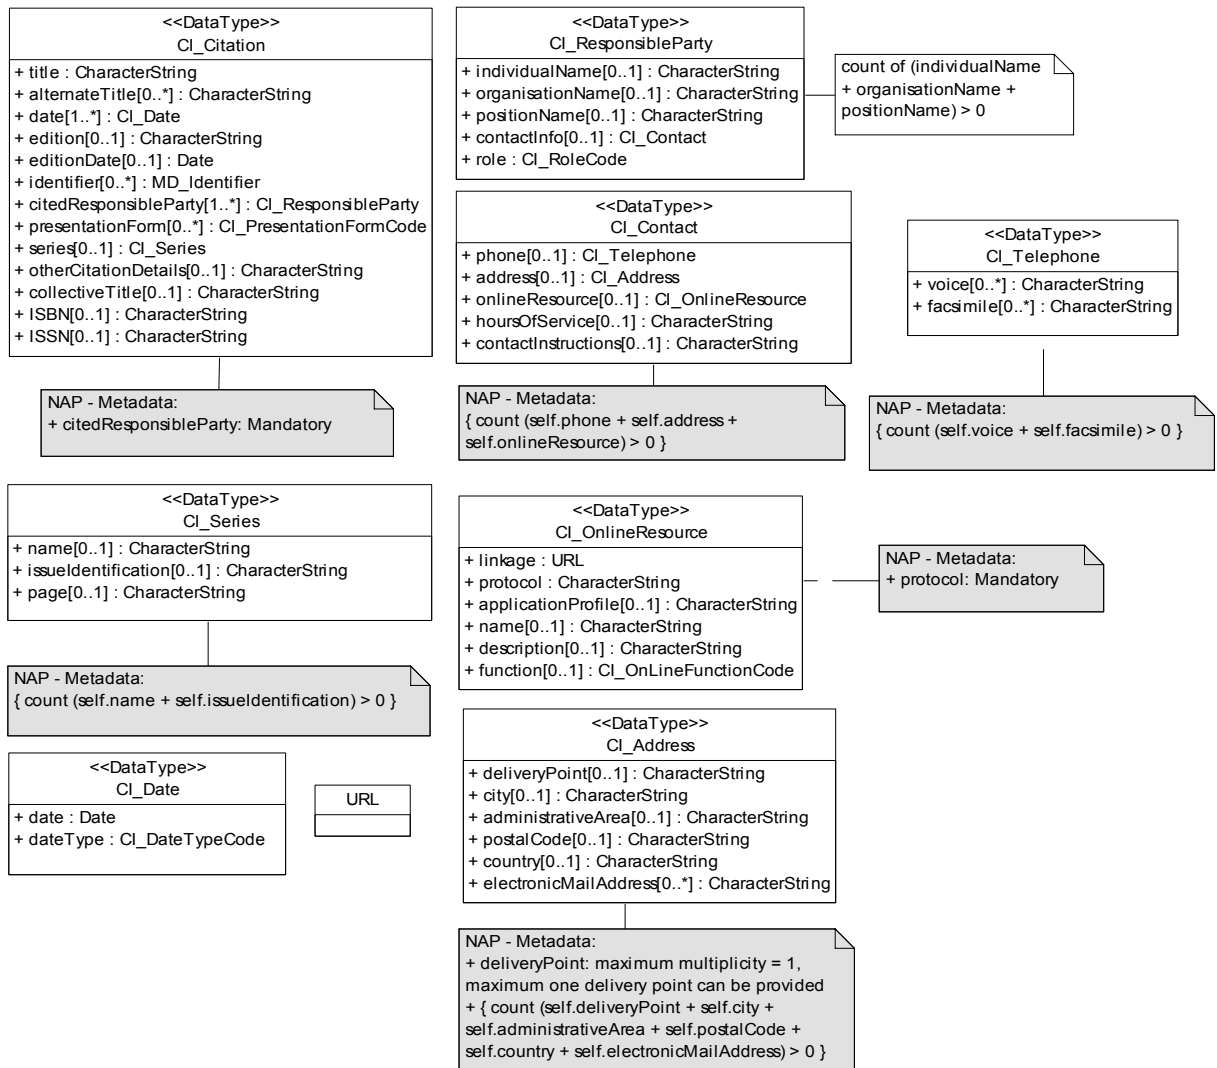 <<DataType>>
CI_Citation
+ title : CharacterString
+ alternateTitle[0..*] : CharacterString
+ date[1..*] : CI_Date
+ edition[0..1] : CharacterString
+ editionDate[0..1] : Date
+ identifier[0..*] : MD_Identifier
+ citedResponsibleParty[1..*] : CI_ResponsibleParty
+ presentationForm[0..*] : CI_PresentationFormCode
+ series[0..1] : CI_Series
+ otherCitationDetails[0..1] : CharacterString
+ collectiveTitle[0..1] : CharacterString
+ ISBN[0..1] : CharacterString
+ ISSN[0..1] : CharacterString
NAP - Metadata:
+ citedResponsibleParty: Mandatory
<<DataType>>
CI_ResponsibleParty
+ individualName[0..1] : CharacterString
+ organisationName[0..1] : CharacterString
+ positionName[0..1] : CharacterString
+ contactInfo[0..1] : CI_Contact
+ role : CI_RoleCode
count of (individualName
+ organisationName +
positionName) > 0
<<DataType>>
CI_Contact
+ phone[0..1] : CI_Telephone
+ address[0..1] : CI_Address
+ onlineResource[0..1] : CI_OnlineResource
+ hoursOfService[0..1] : CharacterString
+ contactInstructions[0..1] : CharacterString
NAP - Metadata:
{ count (self.phone + self.address +
self.onlineResource) > 0 }
<<DataType>>
CI_Telephone
+ voice[0..*] : CharacterString
+ facsimile[0..*] : CharacterString
NAP - Metadata:
{ count (self.voice + self.facsimile) > 0 }
<<DataType>>
CI_Series
+ name[0..1] : CharacterString
+ issueIdentification[0..1] : CharacterString
+ page[0..1] : CharacterString
NAP - Metadata:
{ count (self.name + self.issueIdentification) > 0 }
<<DataType>>
CI_OnlineResource
+ linkage : URL
+ protocol : CharacterString
+ applicationProfile[0..1] : CharacterString
+ name[0..1] : CharacterString
+ description[0..1] : CharacterString
+ function[0..1] : CI_OnLineFunctionCode
NAP - Metadata:
+ protocol: Mandatory
<<DataType>>
CI_Date
+ date : Date
+ dateType : CI_DateTypeCode
URL
<<DataType>>
CI_Address
+ deliveryPoint[0..1] : CharacterString
+ city[0..1] : CharacterString
+ administrativeArea[0..1] : CharacterString
+ postalCode[0..1] : CharacterString
+ country[0..1] : CharacterString
+ electronicMailAddress[0..*] : CharacterString
NAP - Metadata:
+ deliveryPoint: maximum multiplicity = 1,
maximum one delivery point can be provided
+ { count (self.deliveryPoint + self.city +
self.administrativeArea + self.postalCode +
self.country + self.electronicMailAddress) > 0 }